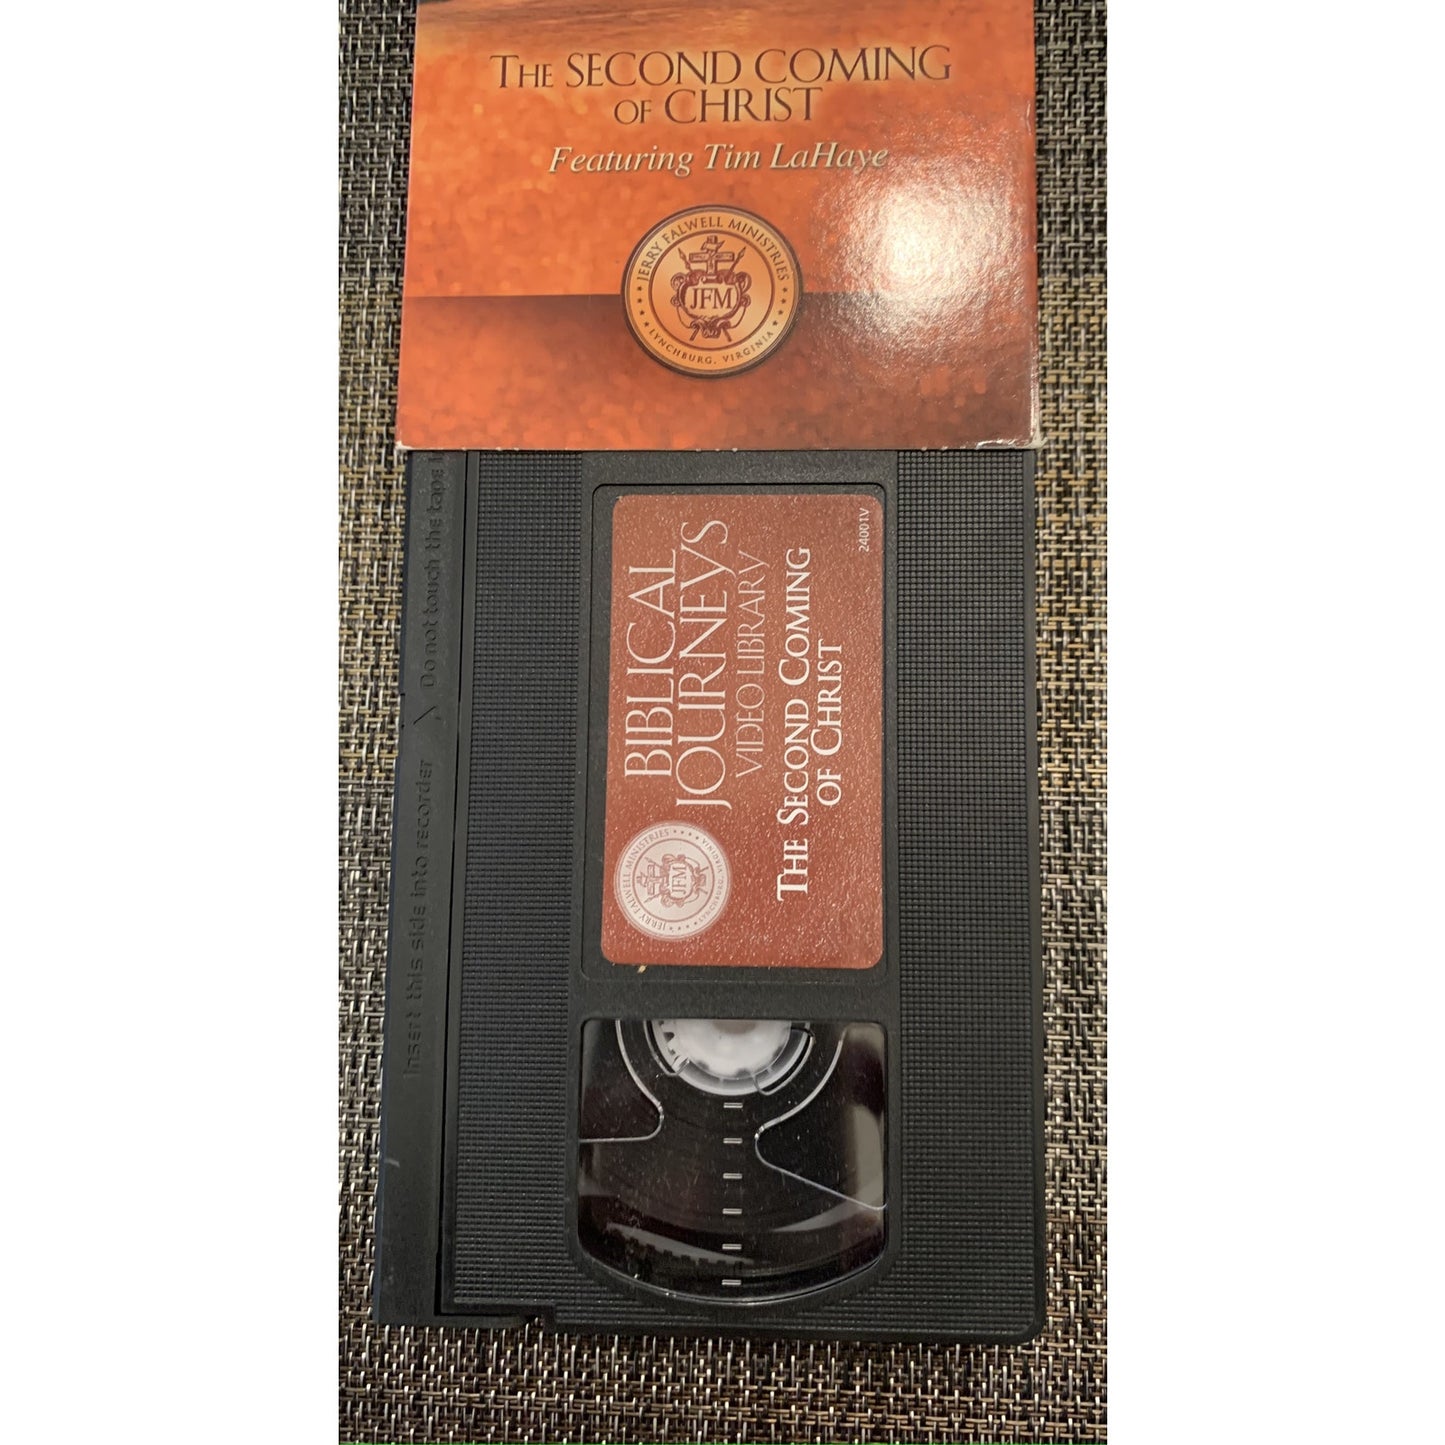 THE SECOND COMING
OF CHRIST
Featuring Tim LaHaye
JERRY FALWELL MINISTRIES
JFM
LYNCHBURG, VIRGINIA
Do not touch the tape
Insert this side into recorder
BIBLICAL
JOURNEYS
VIDEO LIBRARY
THE SECOND COMING
OF CHRIST
24001V
JERRY FALWELL MINISTRIES
JFM
LYNCHBURG, VIRGINIA